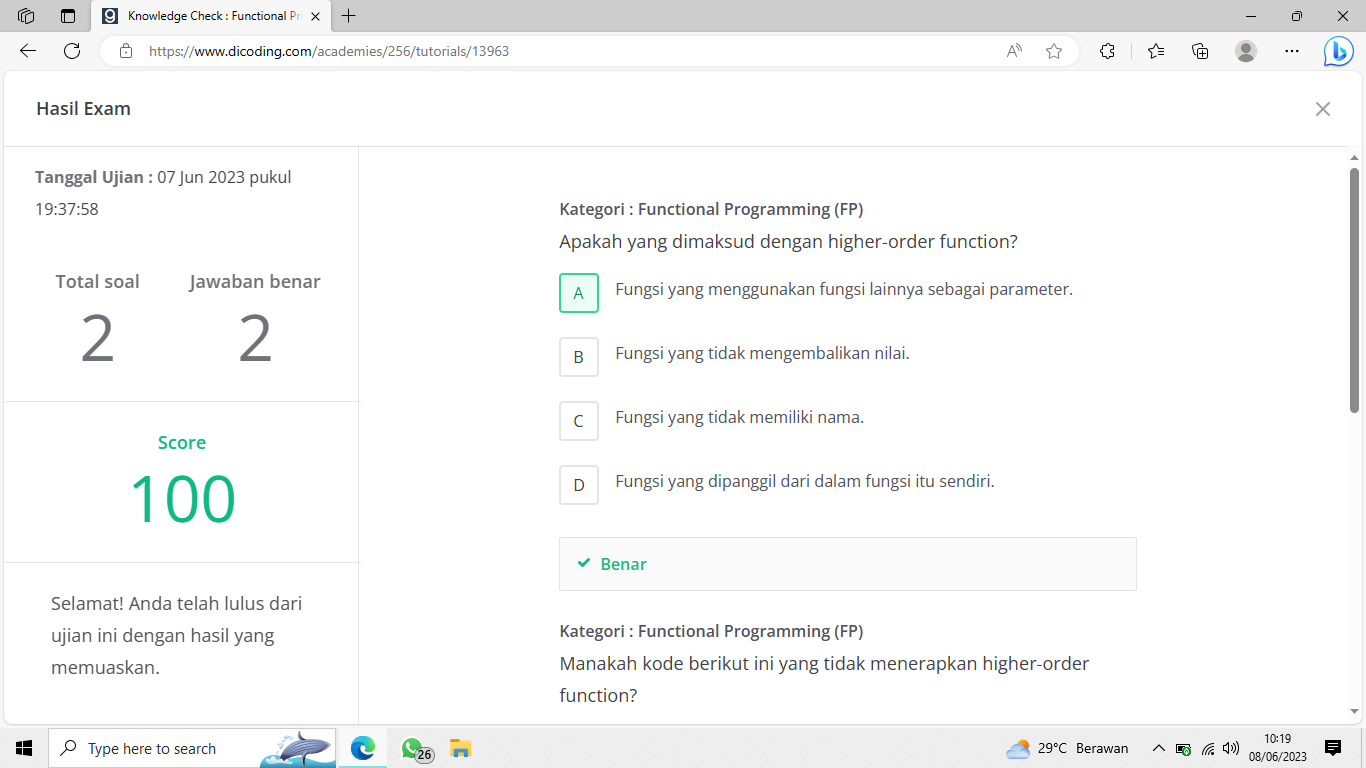 Knowledge Check : Functional Pr
https://www.dicoding.com/academies/256/tutorials/13963
Hasil Exam
Tanggal Ujian : 07 Jun 2023 pukul
19:37:58
Total soal
Jawaban benar
2
2
Score
100
Selamat! Anda telah lulus dari
ujian ini dengan hasil yang
memuaskan.
Kategori : Functional Programming (FP)
Apakah yang dimaksud dengan higher-order function?
A Fungsi yang menggunakan fungsi lainnya sebagai parameter.
B Fungsi yang tidak mengembalikan nilai.
C Fungsi yang tidak memiliki nama.
D Fungsi yang dipanggil dari dalam fungsi itu sendiri.
Benar
Kategori : Functional Programming (FP)
Manakah kode berikut ini yang tidak menerapkan higher-order
function?
Type here to search
26
29°C Berawan
10:19
08/06/2023